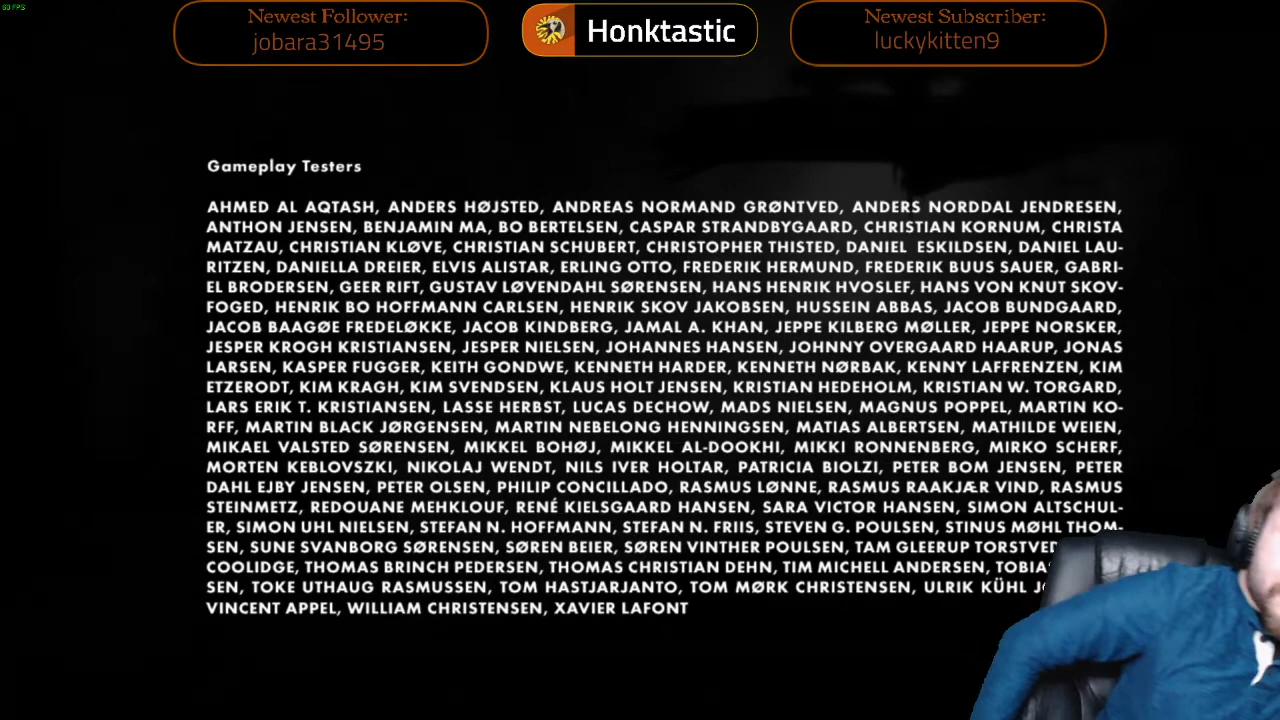 60 FPS
Newest Follower:
jobara31495
Honktastic
Newest Subscriber:
luckykitten9
Gameplay Testers
AHMED AL AQTASH, ANDERS HØJSTED, ANDREAS NORMAND GRØNTVED, ANDERS NORDDAL JENDRESEN,
ANTHON JENSEN, BENJAMIN MA, BO BERTELSEN, CASPAR STRANDBYGAARD, CHRISTIAN KORNUM, CHRISTA
MATZAU, CHRISTIAN KLØVE, CHRISTIAN SCHUBERT, CHRISTOPHER THISTED, DANIEL ESKILDSEN, DANIEL LAU-
RITZEN, DANIELLA DREIER, ELVIS ALISTAR, ERLING OTTO, FREDERIK HERMUND, FREDERIK BUUS SAUER, GABRI-
EL BRODERSEN, GEER RIFT, GUSTAV LØVENDAHL SØRENSEN, HANS HENRIK HVOSLEF, HANS VON KNUT SKOV-
FOGED, HENRIK BO HOFFMANN CARLSEN, HENRIK SKOV JAKOBSEN, HUSSEIN ABBAS, JACOB BUNDGAARD,
JACOB BAAGØE FREDELØKKE, JACOB KINDBERG, JAMAL A. KHAN, JEPPE KILBERG MØLLER, JEPPE NORSKER,
JESPER KROGH KRISTIANSEN, JESPER NIELSEN, JOHANNES HANSEN, JOHNNY OVERGAARD HAARUP, JONAS
LARSEN, KASPER FUGGER, KEITH GONDWE, KENNETH HARDER, KENNETH NØRBAK, KENNY LAFFRENZEN, KIM
ETZERODT, KIM KRAGH, KIM SVENDSEN, KLAUS HOLT JENSEN, KRISTIAN HEDEHOLM, KRISTIAN W. TORGARD,
LARS ERIK T. KRISTIANSEN, LASSE HERBST, LUCAS DECHOW, MADS NIELSEN, MAGNUS POPPEL, MARTIN KO-
RFF, MARTIN BLACK JØRGENSEN, MARTIN NEBELONG HENNINGSEN, MATIAS ALBERTSEN, MATHILDE WEIEN,
MIKAEL VALSTED SØRENSEN, MIKKEL BOHØJ, MIKKEL AL-DOOKHI, MIKKI RONNENBERG, MIRKO SCHERF,
MORTEN KEBLOVSZKI, NIKOLAJ WENDT, NILS IVER HOLTAR, PATRICIA BIOLZI, PETER BOM JENSEN, PETER
DAHL EJBY JENSEN, PETER OLSEN, PHILIP CONCILLADO, RASMUS LØNNE, RASMUS RAAKJÆR VIND, RASMUS
STEINMETZ, REDOUANE MEHKLOUF, RENÉ KIELSGAARD HANSEN, SARA VICTOR HANSEN, SIMON ALTSCHUL-
ER, SIMON UHL NIELSEN, STEFAN N. HOFFMANN, STEFAN N. FRIIS, STEVEN G. POULSEN, STINUS MØHL THOM-
SEN, SUNE SVANBORG SØRENSEN, SØREN BEIER, SØREN VINTHER POULSEN, TAM GLEERUP
COOLIDGE, THOMAS BRINCH PEDERSEN, THOMAS CHRISTIAN DEHN, TIM MICHELL ANDERSEN,
SEN, TOKE UTHAUG RASMUSSEN, TOM HASTJARJANTO, TOM MØRK CHRISTENSEN, ULRIK KÜHL
VINCENT APPEL, WILLIAM CHRISTENSEN, XAVIER LAFONT